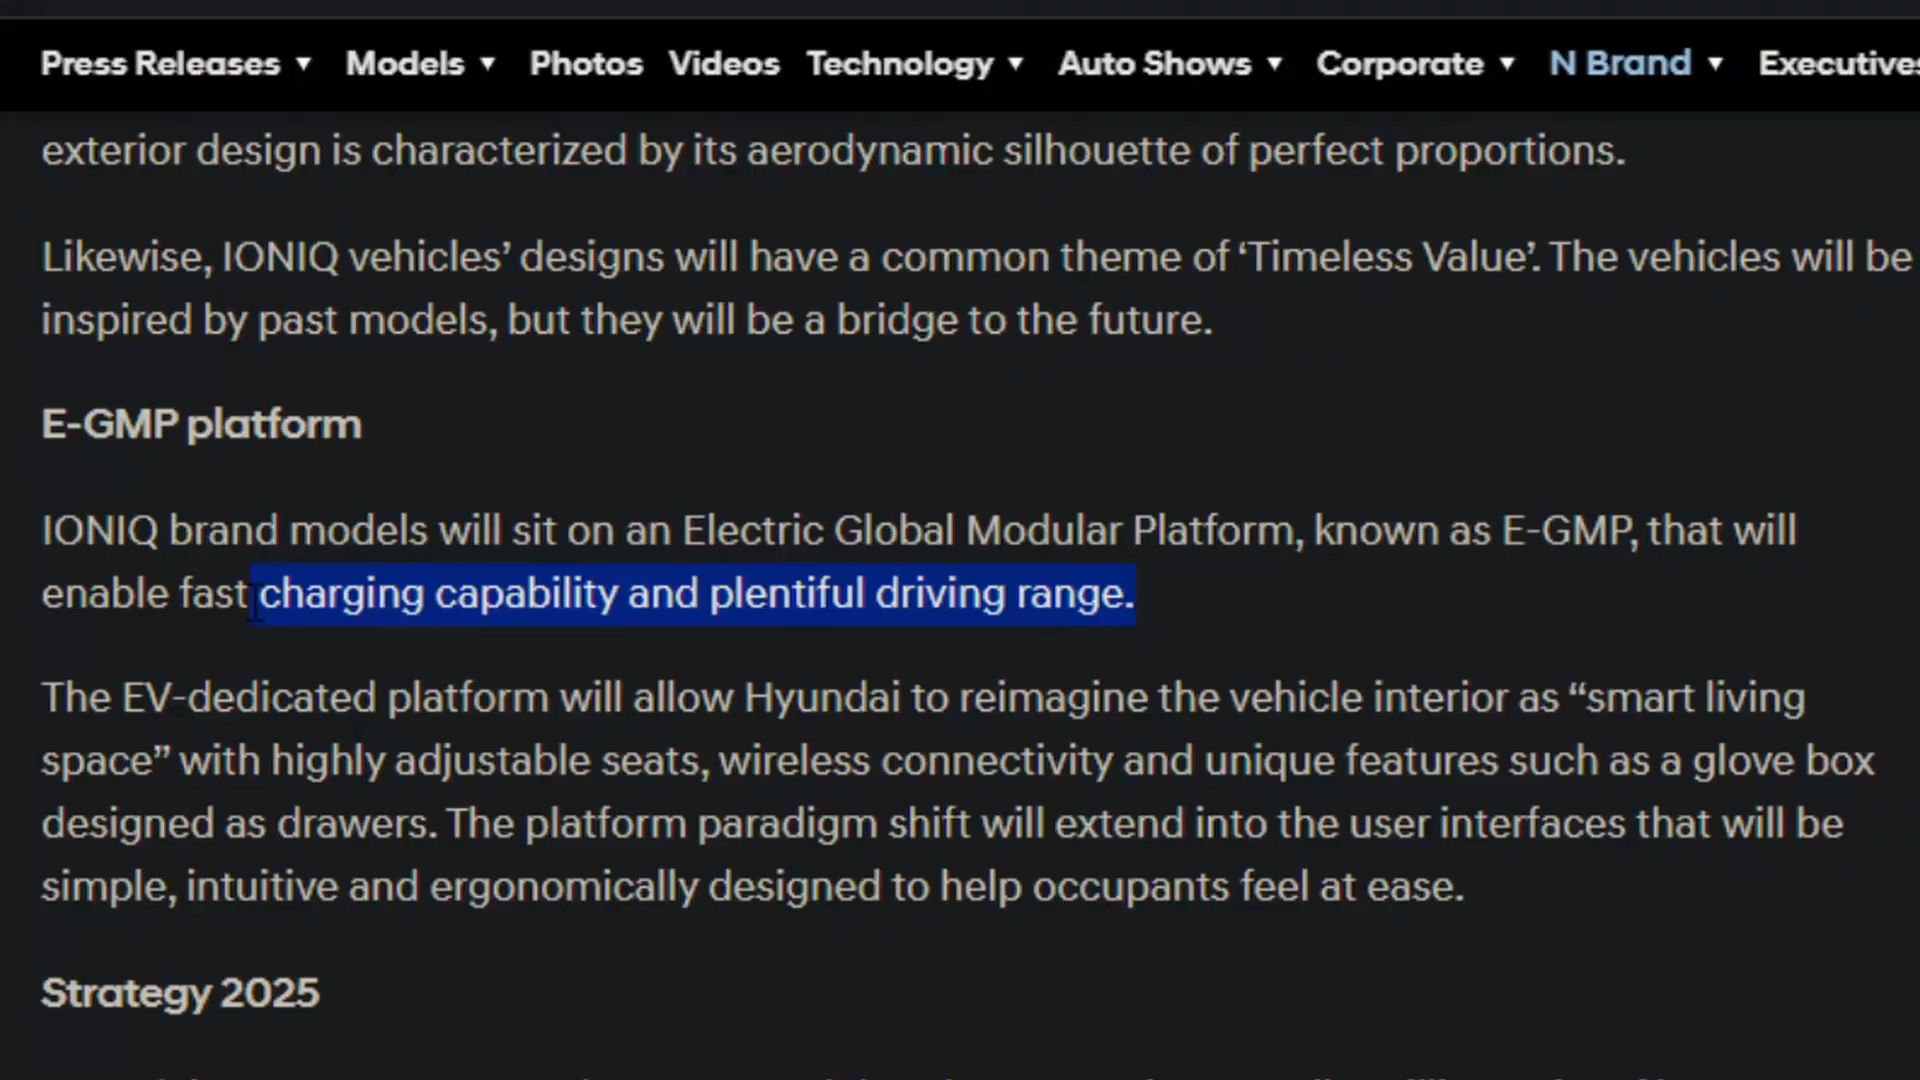 Press Releases ▼ Models ▼ Photos Videos Technology ▼ Auto Shows ▼ Corporate ▼ N Brand ▼ Executives
exterior design is characterized by its aerodynamic silhouette of perfect proportions.
Likewise, IONIQ vehicles’ designs will have a common theme of ‘Timeless Value’. The vehicles will be
inspired by past models, but they will be a bridge to the future.
E-GMP platform
IONIQ brand models will sit on an Electric Global Modular Platform, known as E-GMP, that will
enable fast charging capability and plentiful driving range.
The EV-dedicated platform will allow Hyundai to reimagine the vehicle interior as “smart living
space” with highly adjustable seats, wireless connectivity and unique features such as a glove box
designed as drawers. The platform paradigm shift will extend into the user interfaces that will be
simple, intuitive and ergonomically designed to help occupants feel at ease.
Strategy 2025